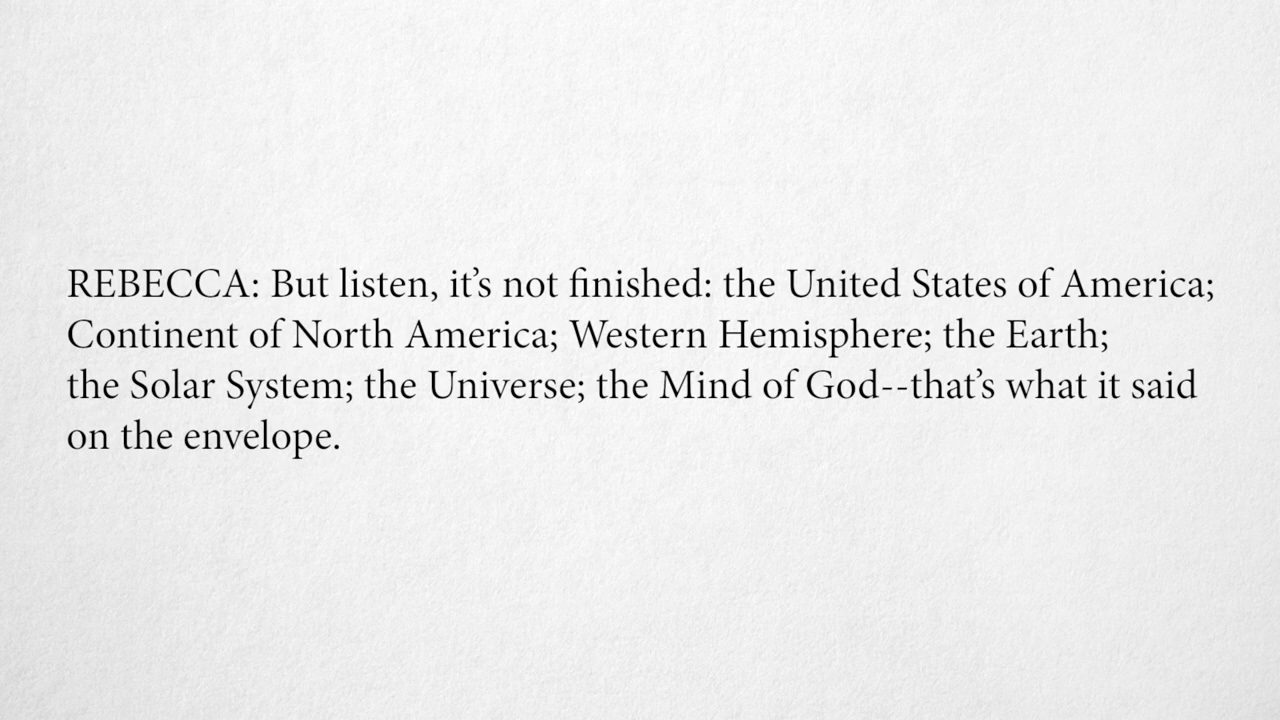 REBECCA: But listen, it’s not finished: the United States of America;
Continent of North America; Western Hemisphere; the Earth;
the Solar System; the Universe; the Mind of God--that’s what it said
on the envelope.